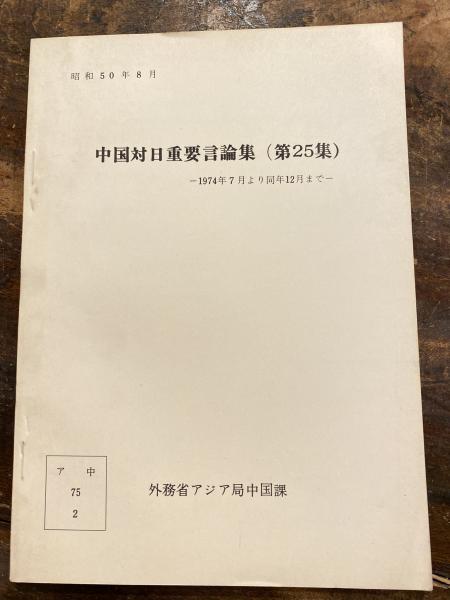 昭和50年8月
中国対日重要言論集（第25集）
－1974年7月より同年12月まで－
ア 中
75
2
外務省アジア局中国課